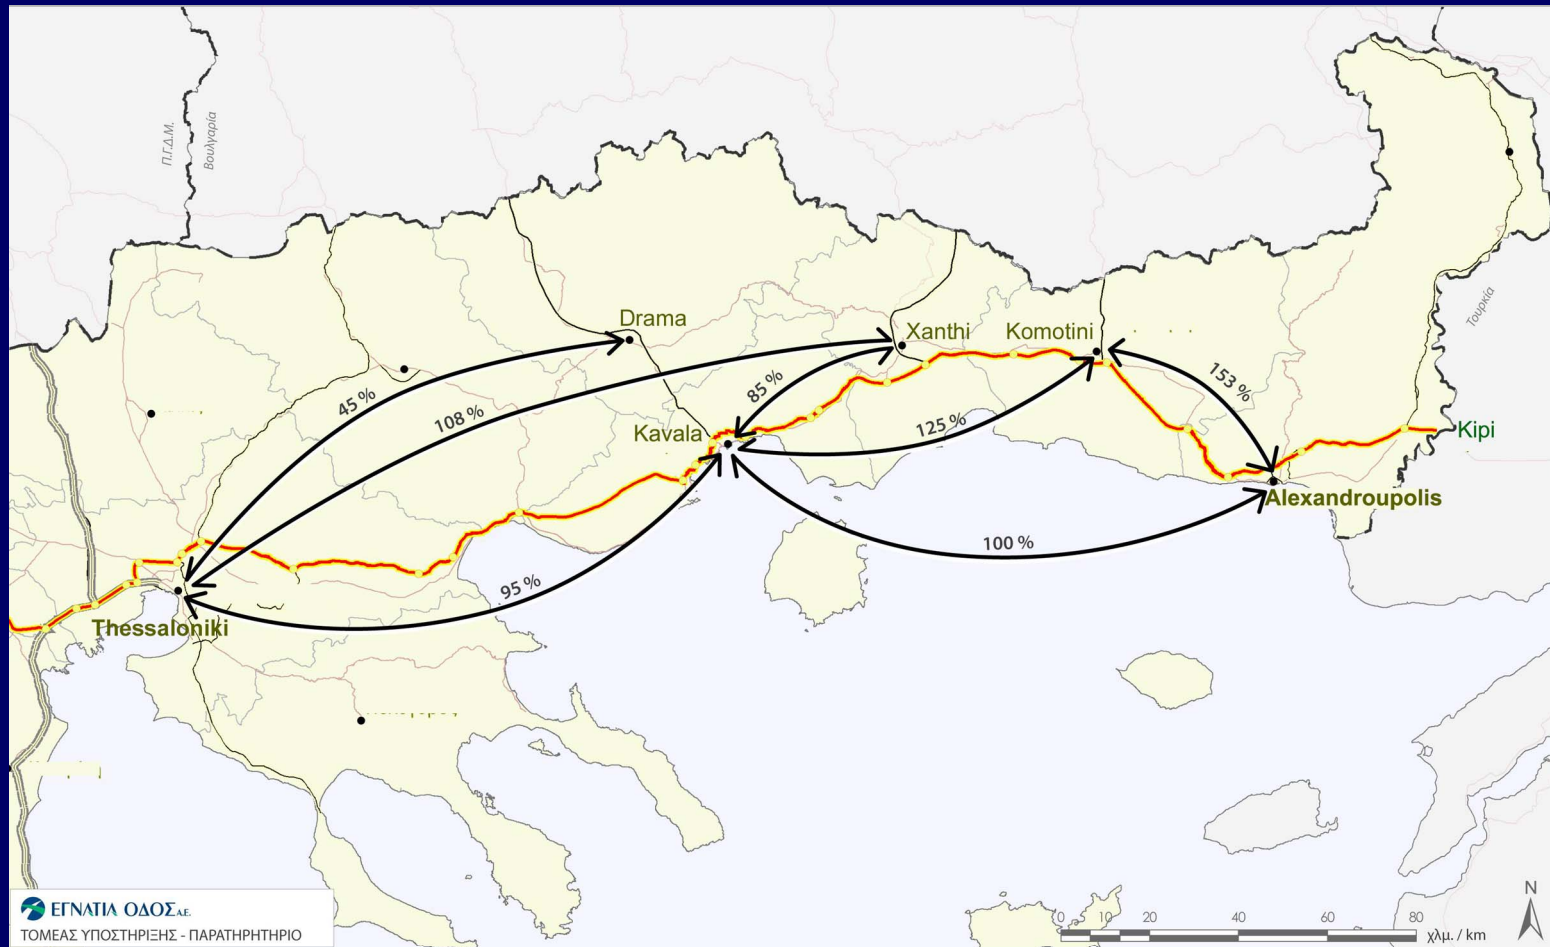 Π.Γ.Δ.Μ.
Βουλγαρία
Τουρκία
Drama
Xanthi
Komotini
45 %
108 %
85 %
153 %
125 %
Kavala
Kipi
Alexandroupolis
100 %
95 %
Thessaloniki
ΕΓΝΑΤΙΑ ΟΔΟΣ Α.Ε.
ΤΟΜΕΑΣ ΥΠΟΣΤΗΡΙΞΗΣ - ΠΑΡΑΤΗΡΗΤΗΡΙΟ
0 10 20 40 60 80
χλμ. / km
N